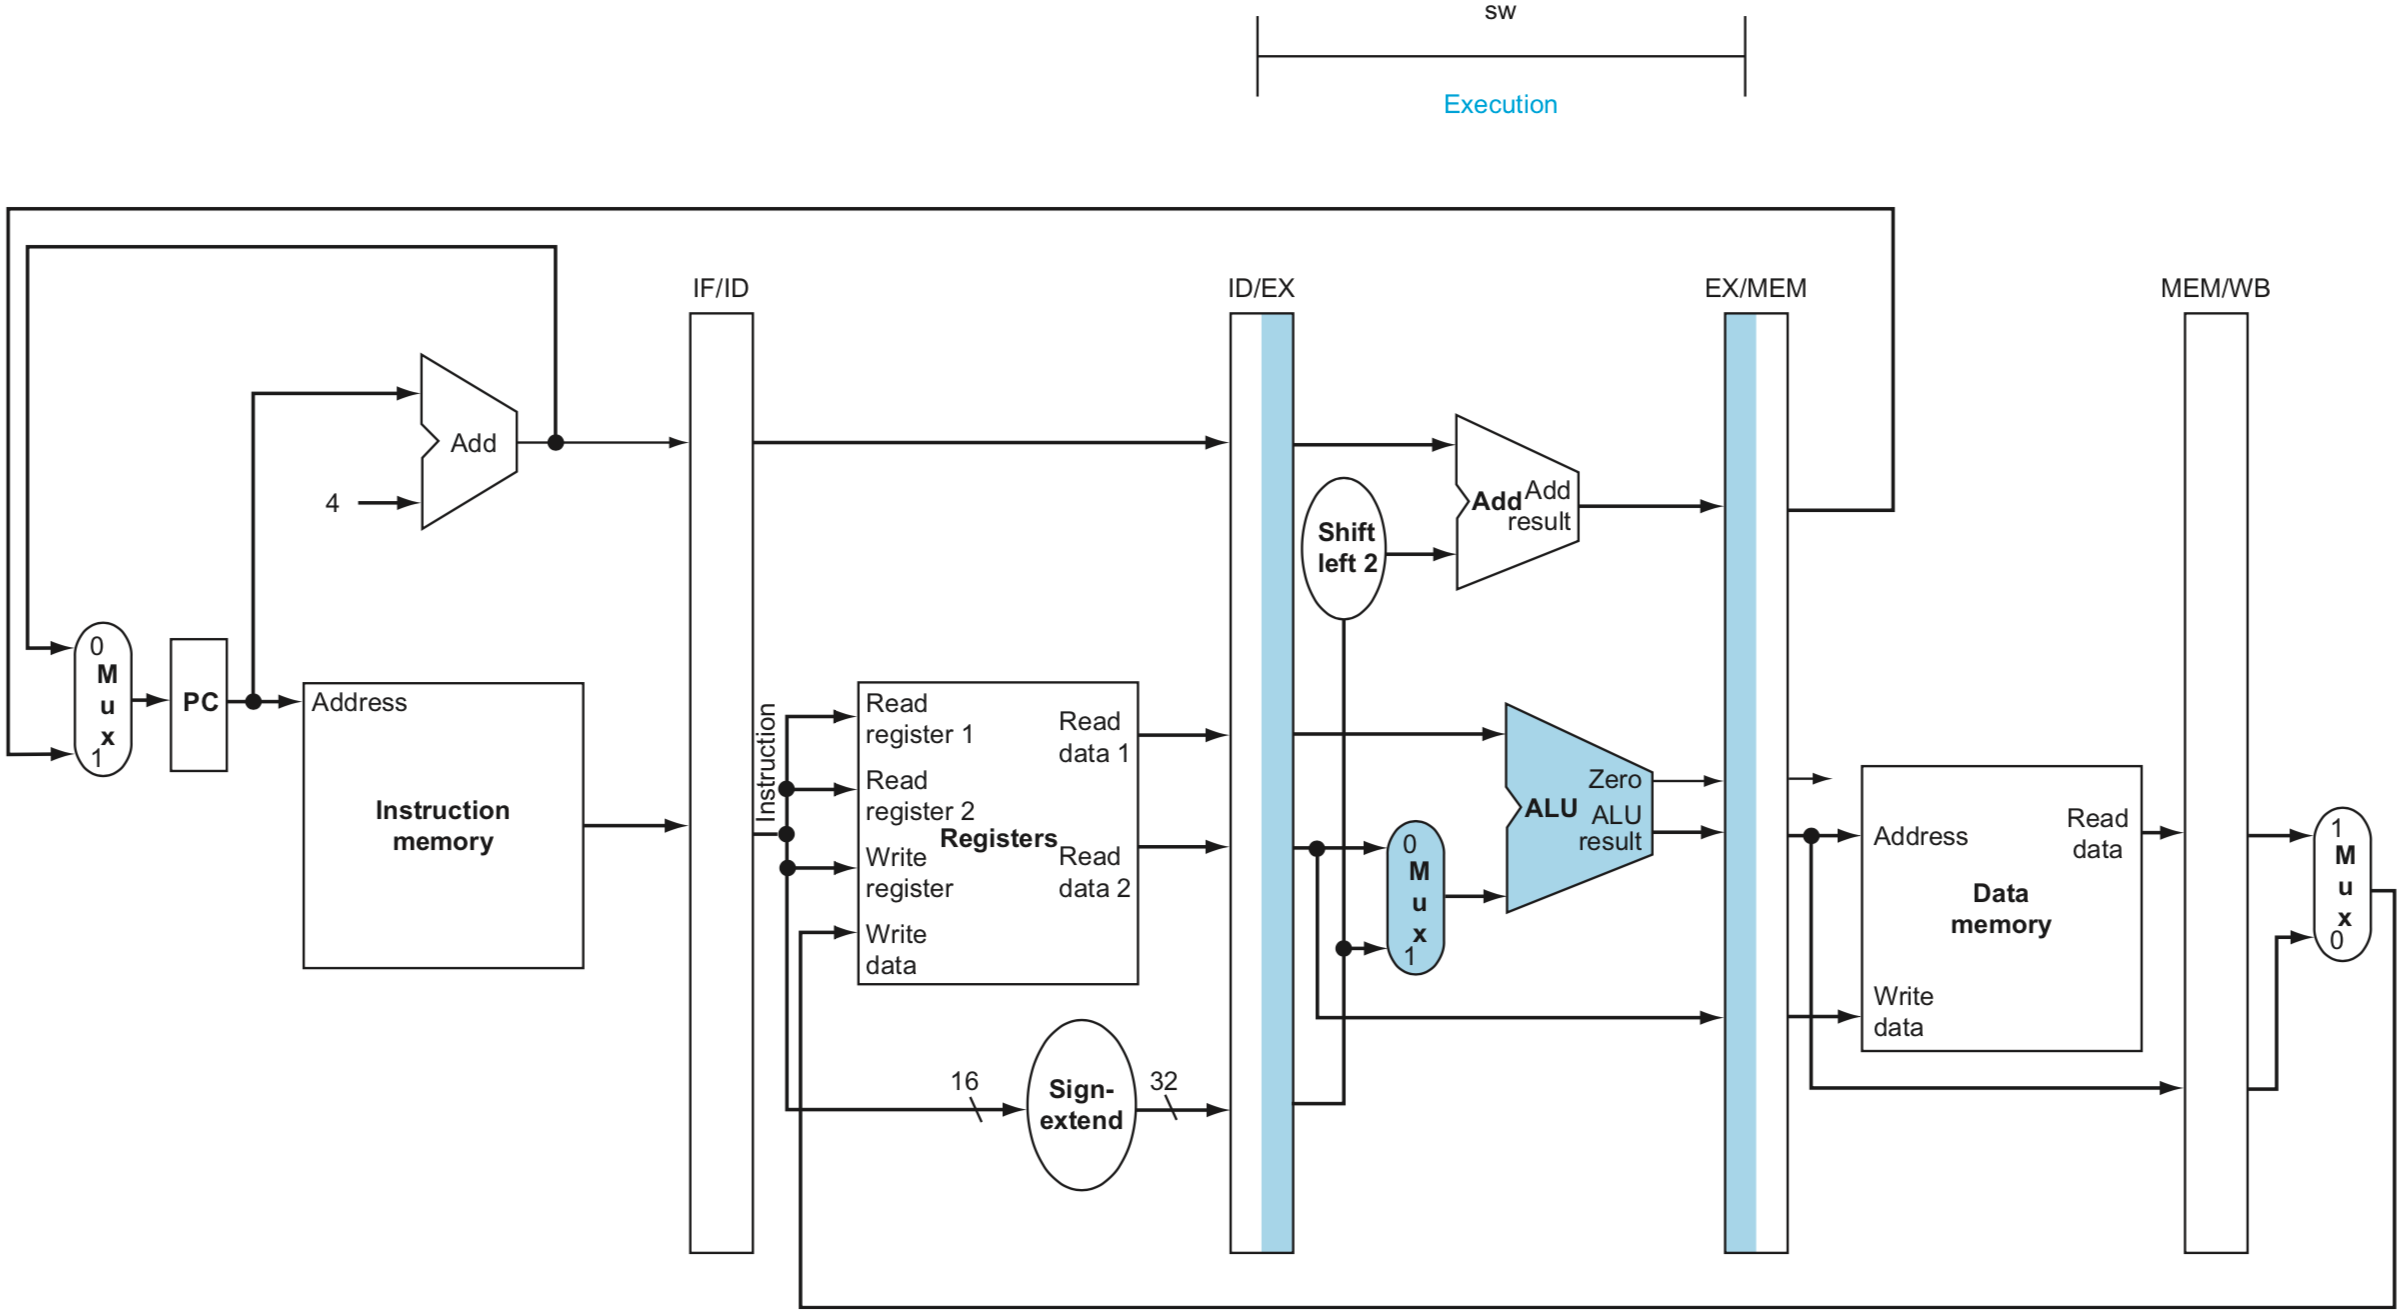 sw
Execution
IF/ID
ID/EX
EX/MEM
MEM/WB
Add
4
Add
Add
result
Shift
left 2
0
M
u
x
1
PC
Address
Instruction
memory
Instruction
Read
register 1
Read
register 2
Write
register
Write
data
Registers
Read
data 1
Read
data 2
16
Sign-
extend
32
0
M
u
x
1
ALU
Zero
ALU
result
Address
Read
data
Data
memory
Write
data
1
M
u
x
0